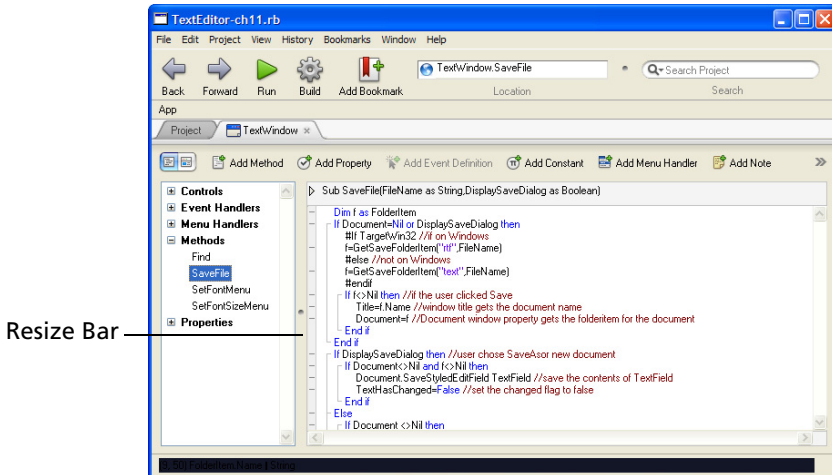 TextEditor-ch11.rb
File Edit Project View History Bookmarks Window Help
TextWindow.SaveFile
Search Project
Back Forward Run Build Add Bookmark Location Search
App
Project TextWindow ×
Add Method Add Property Add Event Definition Add Constant Add Menu Handler Add Note »
Controls
Event Handlers
Menu Handlers
Methods
Find
SaveFile
SetFontMenu
SetFontSizeMenu
Properties
Sub SaveFile(FileName as String,DisplaySaveDialog as Boolean)
Dim f as FolderItem
If Document=Nil or DisplaySaveDialog then
#If TargetWin32 //if on Windows
f=GetSaveFolderItem("rtf",FileName)
#else //not on Windows
f=GetSaveFolderItem("text",FileName)
#endif
If f<>Nil then //if the user clicked Save
Title=f.Name //window title gets the document name
Document=f //Document window property gets the folderitem for the document
End if
End if
If DisplaySaveDialog then //user chose SaveAsor new document
If Document<>Nil and f<>Nil then
Document.SaveStyledEditField TextField //save the contents of TextField
TextHasChanged=False //set the changed flag to false
End if
Else
If Document <>Nil then
Resize Bar
(9, 50) FolderItem.Name : String